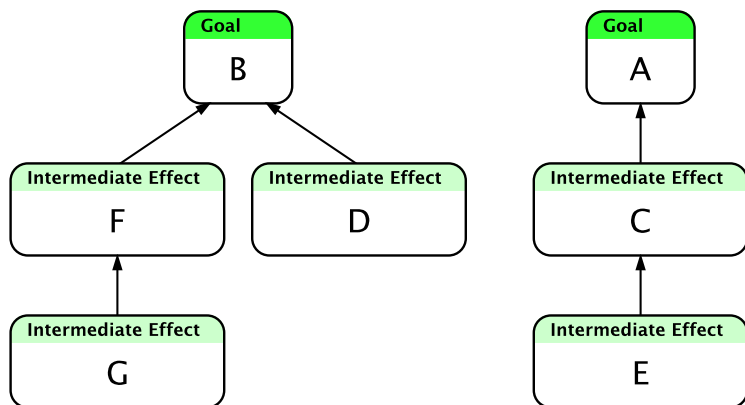 Goal
B
Goal
A
Intermediate Effect
F
Intermediate Effect
D
Intermediate Effect
C
Intermediate Effect
G
Intermediate Effect
E